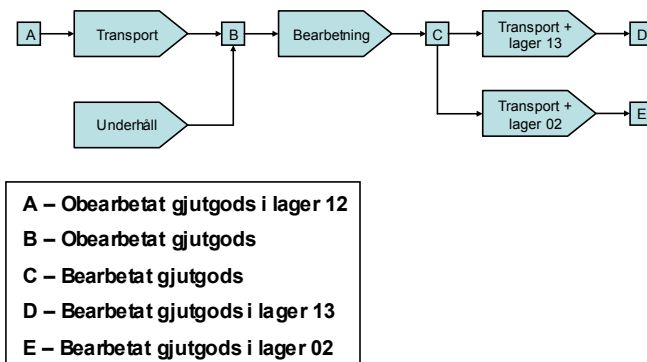 A
Transport
B
Bearbetning
C
Transport +
lager 13
D
Underhåll
Transport +
lager 02
E
A – Obearbetat gjutgods i lager 12
B – Obearbetat gjutgods
C – Bearbetat gjutgods
D – Bearbetat gjutgods i lager 13
E – Bearbetat gjutgods i lager 02